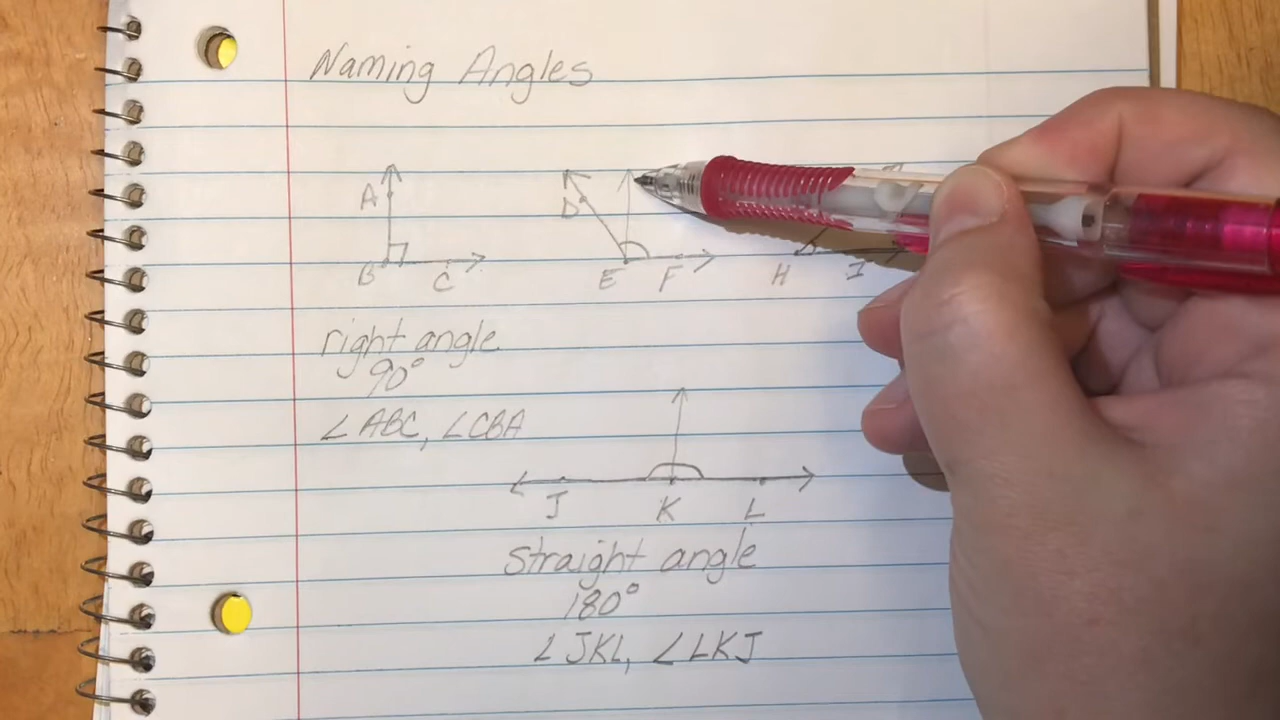 Naming Angles
A
D
B
C
E
F
H
I
right angle
90°
∠ABC, ∠CBA
J
K
L
Straight angle
180°
∠JKL, ∠LKJ